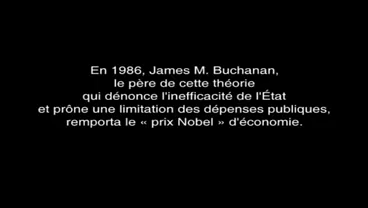 En 1986, James M. Buchanan,
le père de cette théorie
qui dénonce l'inefficacité de l'État
et prône une limitation des dépenses publiques,
remporta le « prix Nobel » d'économie.